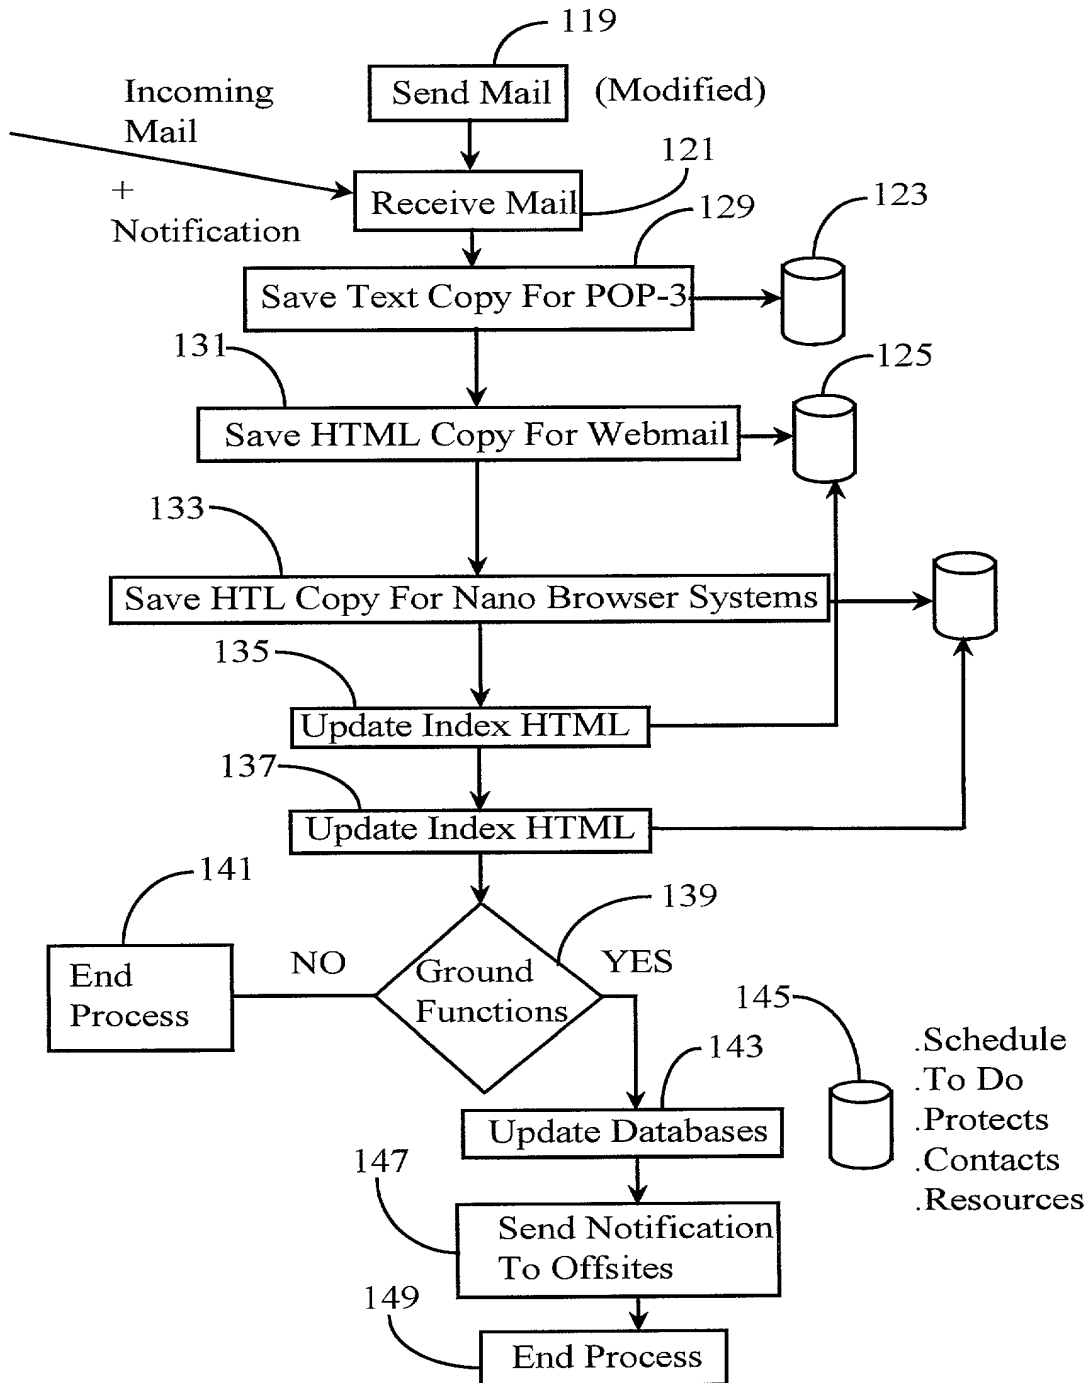 119
Send Mail
(Modified)
Incoming
Mail
121
+
Receive Mail
Notification
129
123
Save Text Copy For POP-3
131
125
Save HTML Copy For Webmail
133
Save HTL Copy For Nano Browser Systems
135
Update Index HTML
137
Update Index HTML
141
139
End
Process
NO
Ground
Functions
YES
145
143
.Schedule
.To Do
.Protects
.Contacts
.Resources
Update Databases
147
Send Notification
To Offsites
149
End Process